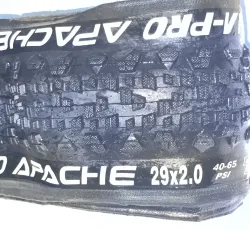 M-PRO APACHE
O APACHE 29x2.0 40-65
PSI